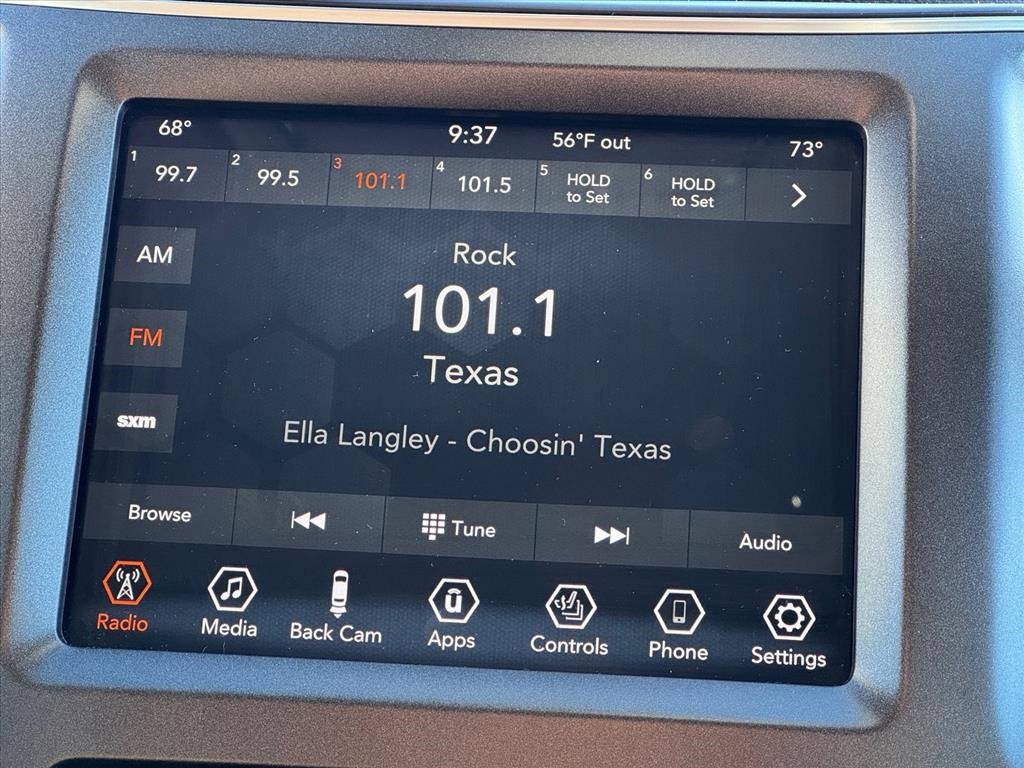 68° 9:37 56°F out 73°
1 99.7 2 99.5 3 101.1 4 101.5 5 HOLD to Set 6 HOLD to Set
AM
Rock
101.1
FM
Texas
sxm
Ella Langley - Choosin' Texas
Browse Tune Audio
Radio Media Back Cam Apps Controls Phone Settings